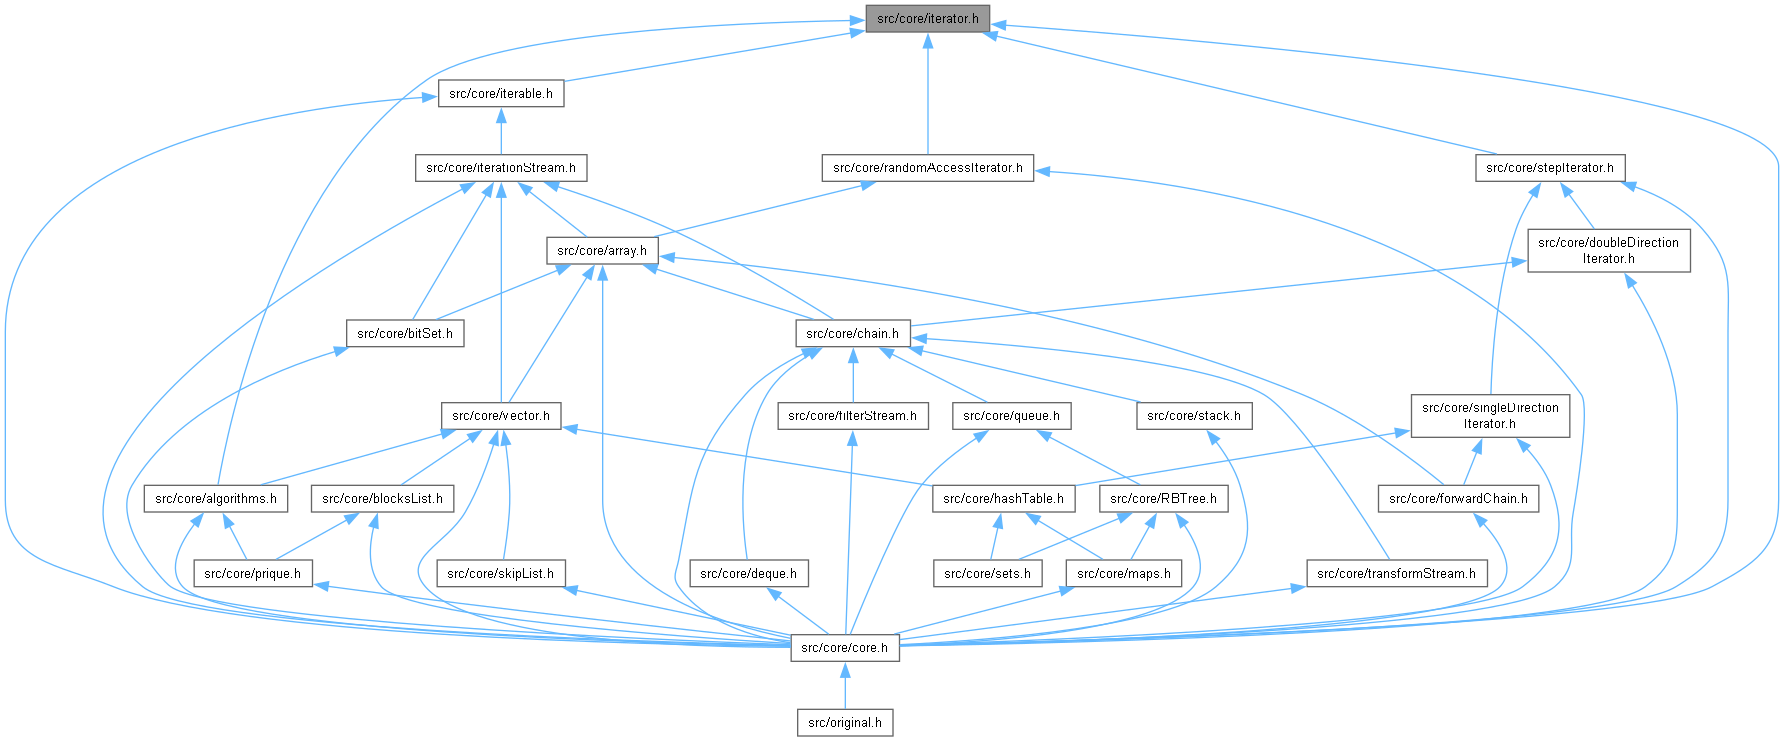 src/core/iterator.h
src/core/iterable.h
src/core/iterationStream.h
src/core/randomAccessIterator.h
src/core/stepIterator.h
src/core/array.h
src/core/doubleDirection
Iterator.h
src/core/bitSet.h
src/core/chain.h
src/core/vector.h
src/core/filterStream.h
src/core/queue.h
src/core/stack.h
src/core/singleDirection
Iterator.h
src/core/algorithms.h
src/core/blocksList.h
src/core/hashTable.h
src/core/RBTree.h
src/core/forwardChain.h
src/core/prique.h
src/core/skipList.h
src/core/deque.h
src/core/sets.h
src/core/maps.h
src/core/transformStream.h
src/core/core.h
src/original.h